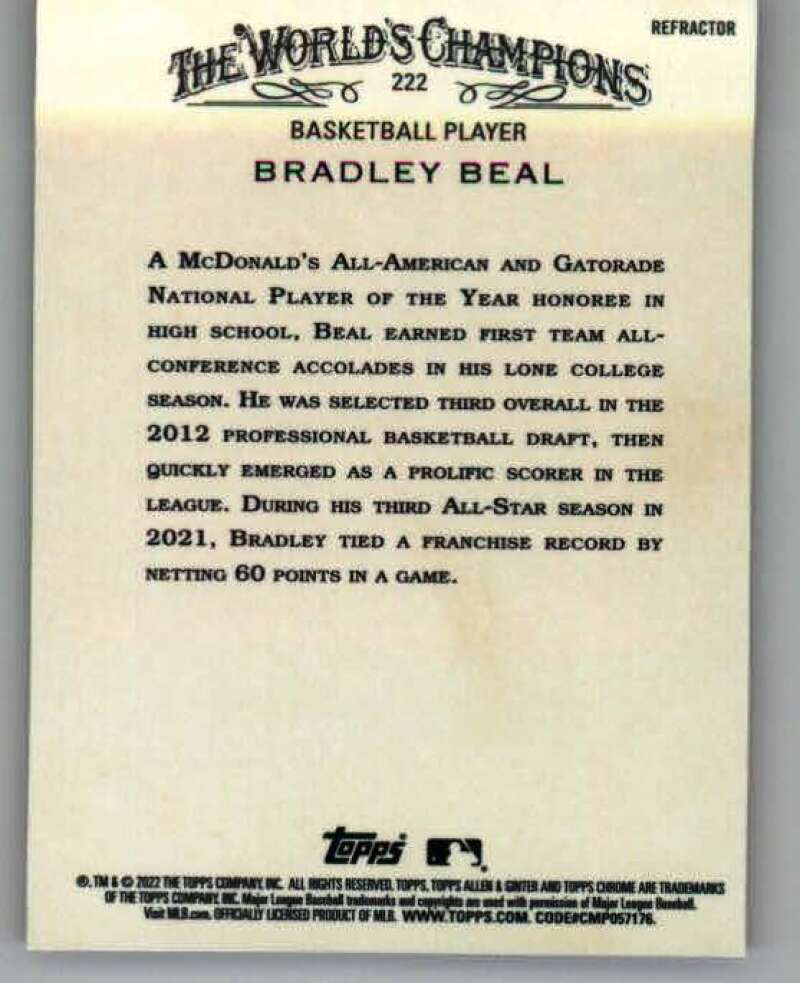 REFRACTOR
THE WORLD'S CHAMPIONS
222
BASKETBALL PLAYER
BRADLEY BEAL
A McDONALD'S ALL-AMERICAN AND GATORADE
NATIONAL PLAYER OF THE YEAR HONOREE IN
HIGH SCHOOL, BEAL EARNED FIRST TEAM ALL-
CONFERENCE ACCOLADES IN HIS LONE COLLEGE
SEASON. HE WAS SELECTED THIRD OVERALL IN THE
2012 PROFESSIONAL BASKETBALL DRAFT, THEN
QUICKLY EMERGED AS A PROLIFIC SCORER IN THE
LEAGUE. DURING HIS THIRD ALL-STAR SEASON IN
2021, BRADLEY TIED A FRANCHISE RECORD BY
NETTING 60 POINTS IN A GAME.
Topps
®, TM & © 2022 THE TOPPS COMPANY, INC. ALL RIGHTS RESERVED. TOPPS, TOPPS ALLEN & GINTER AND TOPPS CHROME ARE TRADEMARKS
OF THE TOPPS COMPANY, INC. Major League Baseball trademarks and copyrights are used with permission of Major League Baseball.
Visit MLB.com. OFFICIALLY LICENSED PRODUCT OF MLB. WWW.TOPPS.COM. CODE#CMP057176.